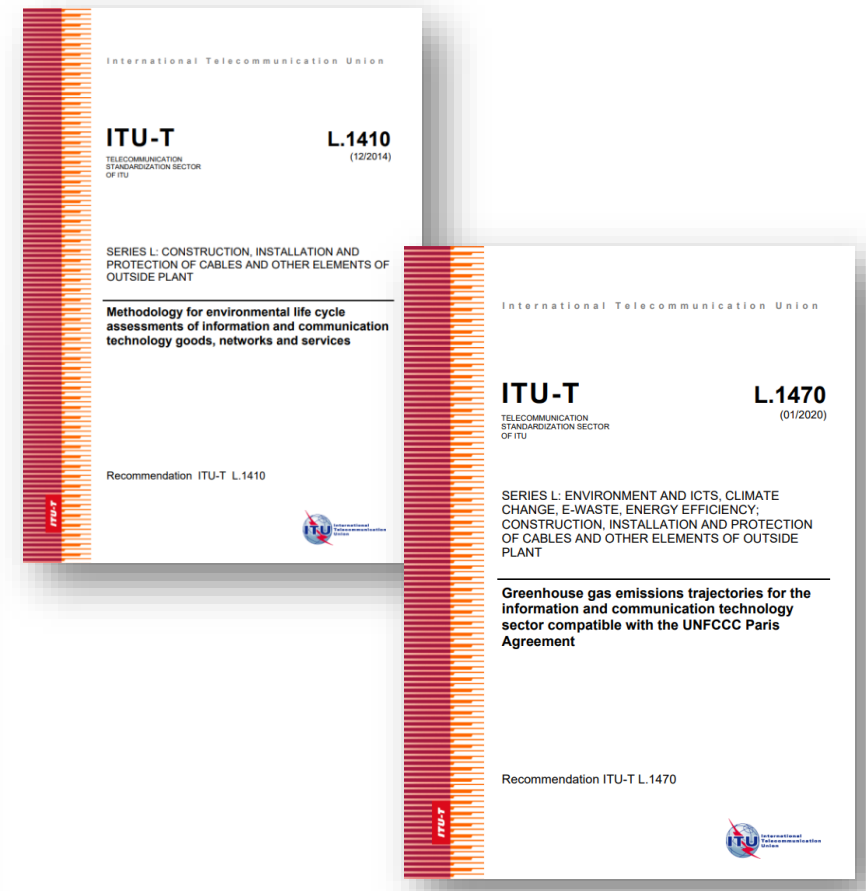 International Telecommunication Union
ITU-T
L.1410
TELECOMMUNICATION
STANDARDIZATION SECTOR
OF ITU
(12/2014)
SERIES L: CONSTRUCTION, INSTALLATION AND
PROTECTION OF CABLES AND OTHER ELEMENTS OF
OUTSIDE PLANT
Methodology for environmental life cycle
assessments of information and communication
technology goods, networks and services
Recommendation ITU-T L.1410
ITU-T
ITU
International
Telecommunication
Union
International Telecommunication Union
ITU-T
L.1470
TELECOMMUNICATION
STANDARDIZATION SECTOR
OF ITU
(01/2020)
SERIES L: ENVIRONMENT AND ICTS, CLIMATE
CHANGE, E-WASTE, ENERGY EFFICIENCY;
CONSTRUCTION, INSTALLATION AND PROTECTION
OF CABLES AND OTHER ELEMENTS OF OUTSIDE
PLANT
Greenhouse gas emissions trajectories for the
information and communication technology
sector compatible with the UNFCCC Paris
Agreement
Recommendation ITU-T L.1470
ITU-T
ITU
International
Telecommunication
Union